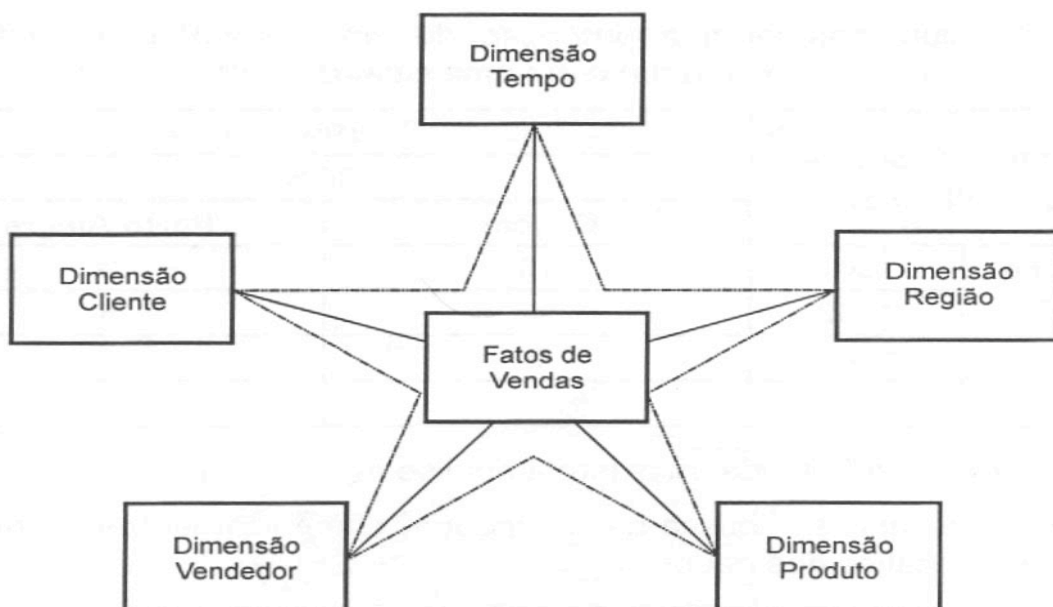 Dimensão
Tempo
Dimensão
Cliente
Dimensão
Região
Fatos de
Vendas
Dimensão
Vendedor
Dimensão
Produto